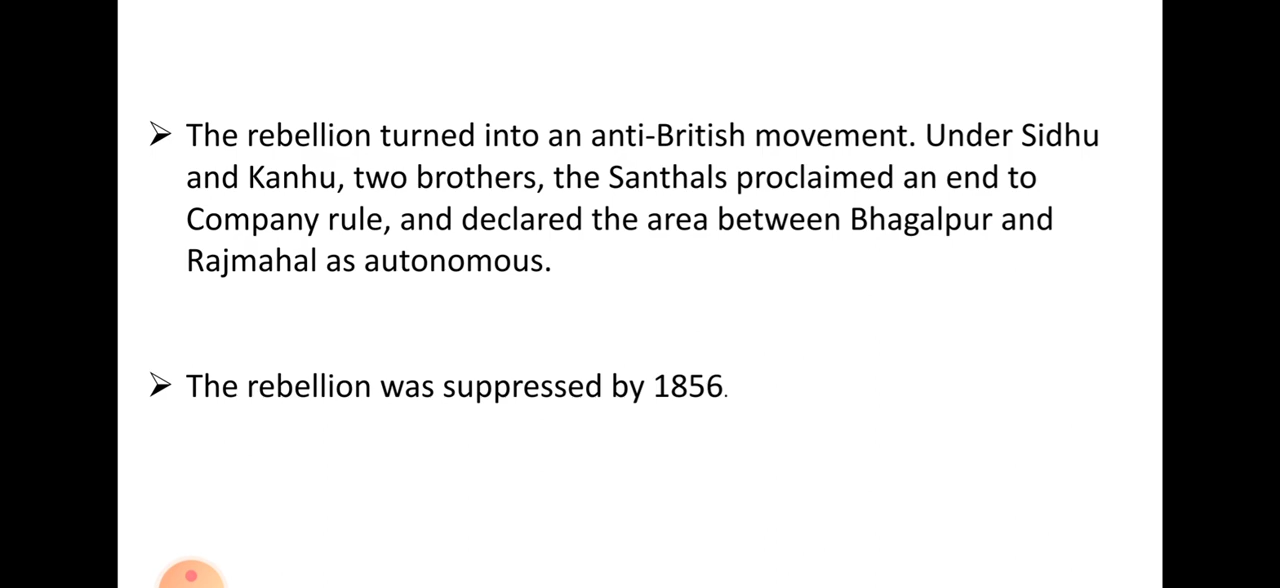 ➢ The rebellion turned into an anti-British movement. Under Sidhu
and Kanhu, two brothers, the Santhals proclaimed an end to
Company rule, and declared the area between Bhagalpur and
Rajmahal as autonomous.
➢ The rebellion was suppressed by 1856.